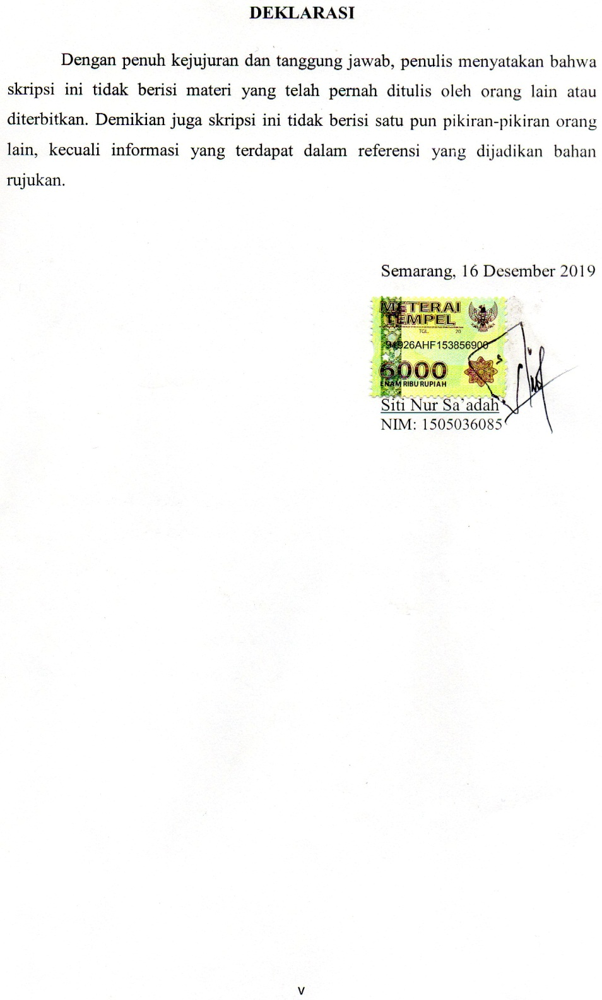 DEKLARASI
Dengan penuh kejujuran dan tanggung jawab, penulis menyatakan bahwa
skripsi ini tidak berisi materi yang telah pernah ditulis oleh orang lain atau
diterbitkan. Demikian juga skripsi ini tidak berisi satu pun pikiran-pikiran orang
lain, kecuali informasi yang terdapat dalam referensi yang dijadikan bahan
rujukan.
Semarang, 16 Desember 2019
METERAI
TEMPEL
TGL. 20
6000
ENAM RIBU RUPIAH
Siti Nur Sa'adah
NIM: 1505036085
v